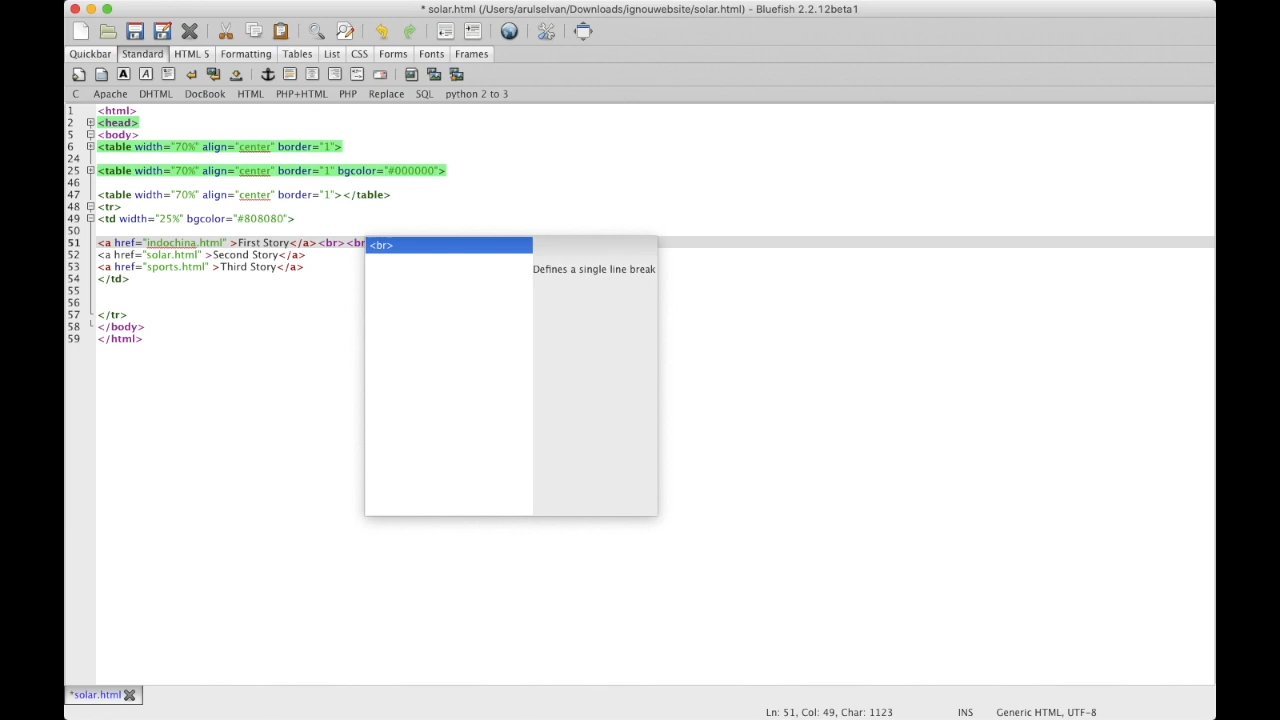 * solar.html (/Users/arulselvan/Downloads/ignouwebsite/solar.html) - Bluefish 2.2.12beta1
Quickbar Standard HTML 5 Formatting Tables List CSS Forms Fonts Frames
C Apache DHTML DocBook HTML PHP+HTML PHP Replace SQL python 2 to 3
1 <html>
2 <head>
5 <body>
6 <table width="70%" align="center" border="1">
24
25 <table width="70%" align="center" border="1" bgcolor="#000000">
46
47 <table width="70%" align="center" border="1"></table>
48 <tr>
49 <td width="25%" bgcolor="#808080">
50
51 <a href="indochina.html" >First Story</a><br><br
<br>
52 <a href="solar.html" >Second Story</a>
53 <a href="sports.html" >Third Story</a>
Defines a single line break
54 </td>
55
56
57 </tr>
58 </body>
59 </html>
*solar.html
Ln: 51, Col: 49, Char: 1123 INS Generic HTML, UTF-8